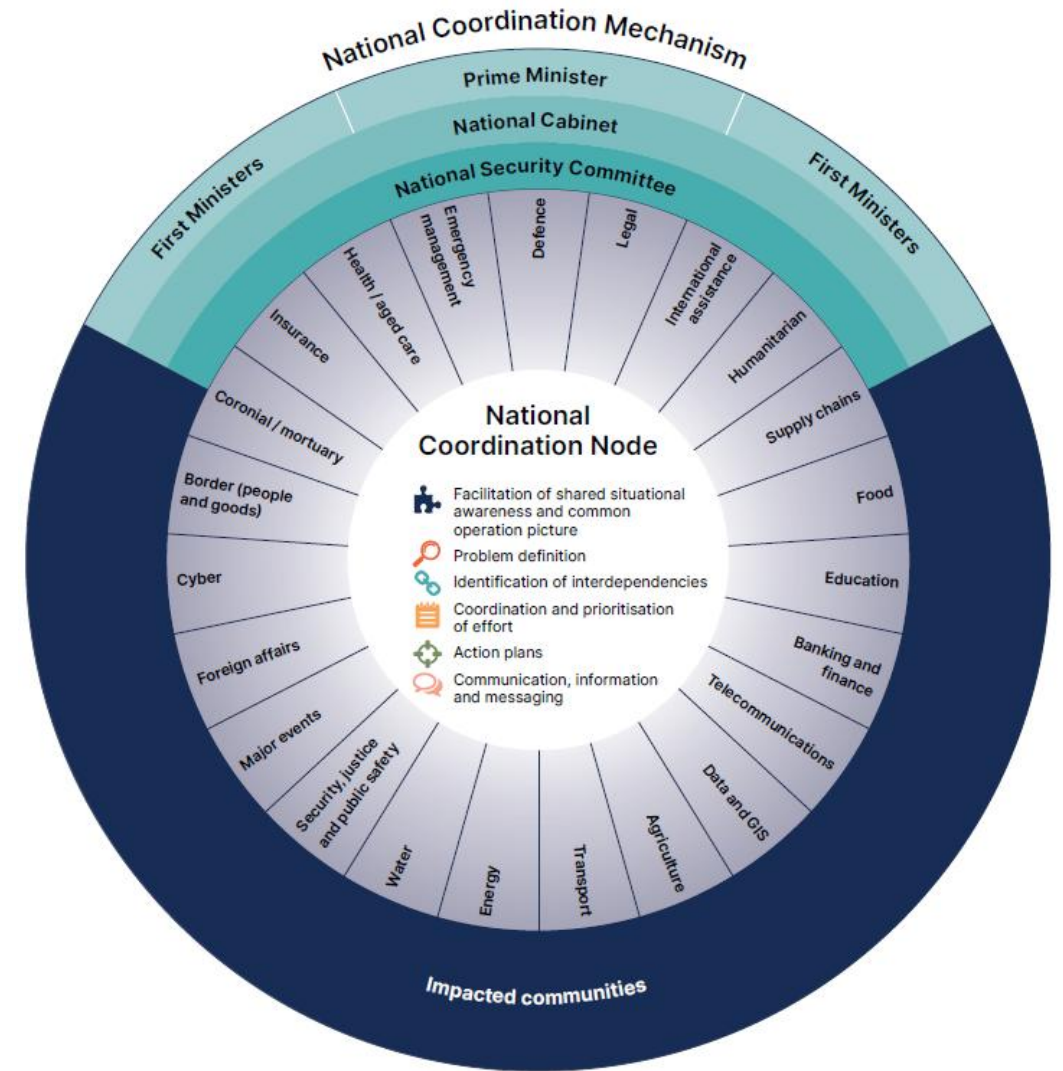 National Coordination Mechanism
Prime Minister
First Ministers
First Ministers
National Cabinet
National Security Committee
Defence
Legal
International
assistance
Humanitarian
Supply chains
Food
Education
Banking and
finance
Telecommunications
Data and GIS
Agriculture
Transport
Energy
Water
Security, justice
and public safety
Major events
Foreign affairs
Cyber
Border (people
and goods)
Coronial / mortuary
Insurance
Health / aged care
Emergency
management
National
Coordination Node
Facilitation of shared situational
awareness and common
operation picture
Problem definition
Identification of interdependencies
Coordination and prioritisation
of effort
Action plans
Communication, information
and messaging
Impacted communities